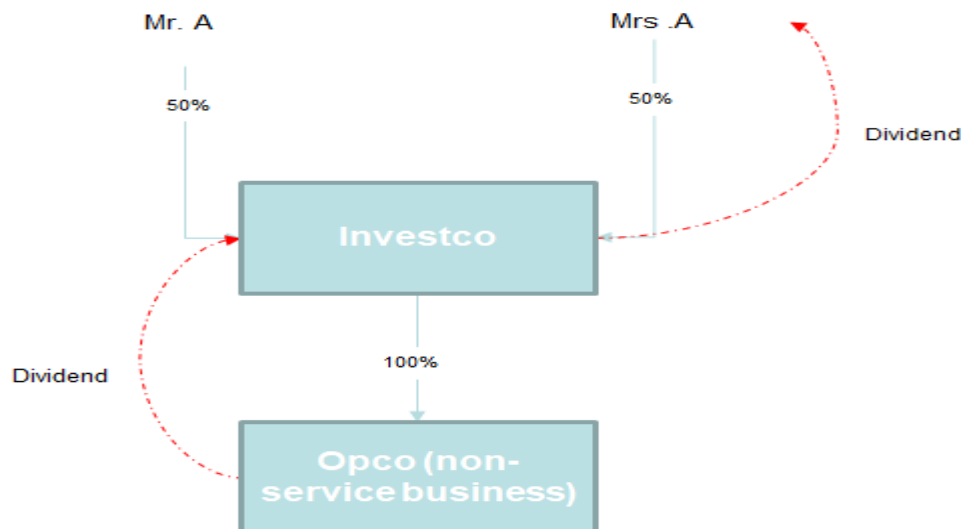 Mr. A
Mrs .A
50%
50%
Dividend
Investco
100%
Dividend
Opco (non-
service business)